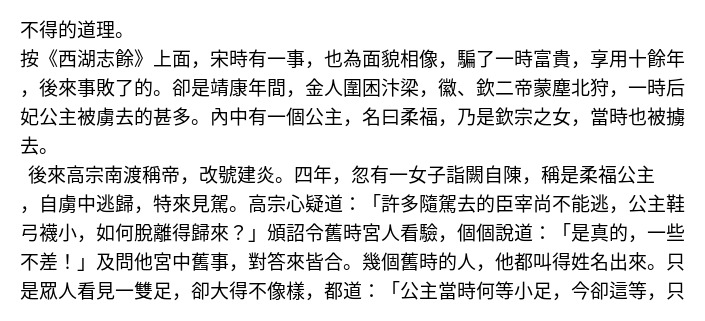 不得的道理。
按《西湖志餘》上面，宋時有一事，也為面貌相像，騙了一時富貴，享用十餘年
，後來事敗了的。卻是靖康年間，金人圍困汴梁，徽、欽二帝蒙塵北狩，一時后
妃公主被虜去的甚多。內中有一個公主，名曰柔福，乃是欽宗之女，當時也被擄
去。
後來高宗南渡稱帝，改號建炎。四年，忽有一女子詣闕自陳，稱是柔福公主
，自虜中逃歸，特來見駕。高宗心疑道：「許多隨駕去的臣宰尚不能逃，公主鞋
弓襪小，如何脫離得歸來？」頒詔令舊時宮人看驗，個個說道：「是真的，一些
不差！」及問他宮中舊事，對答來皆合。幾個舊時的人，他都叫得姓名出來。只
是眾人看見一雙足，卻大得不像樣，都道：「公主當時何等小足，今卻這等，只